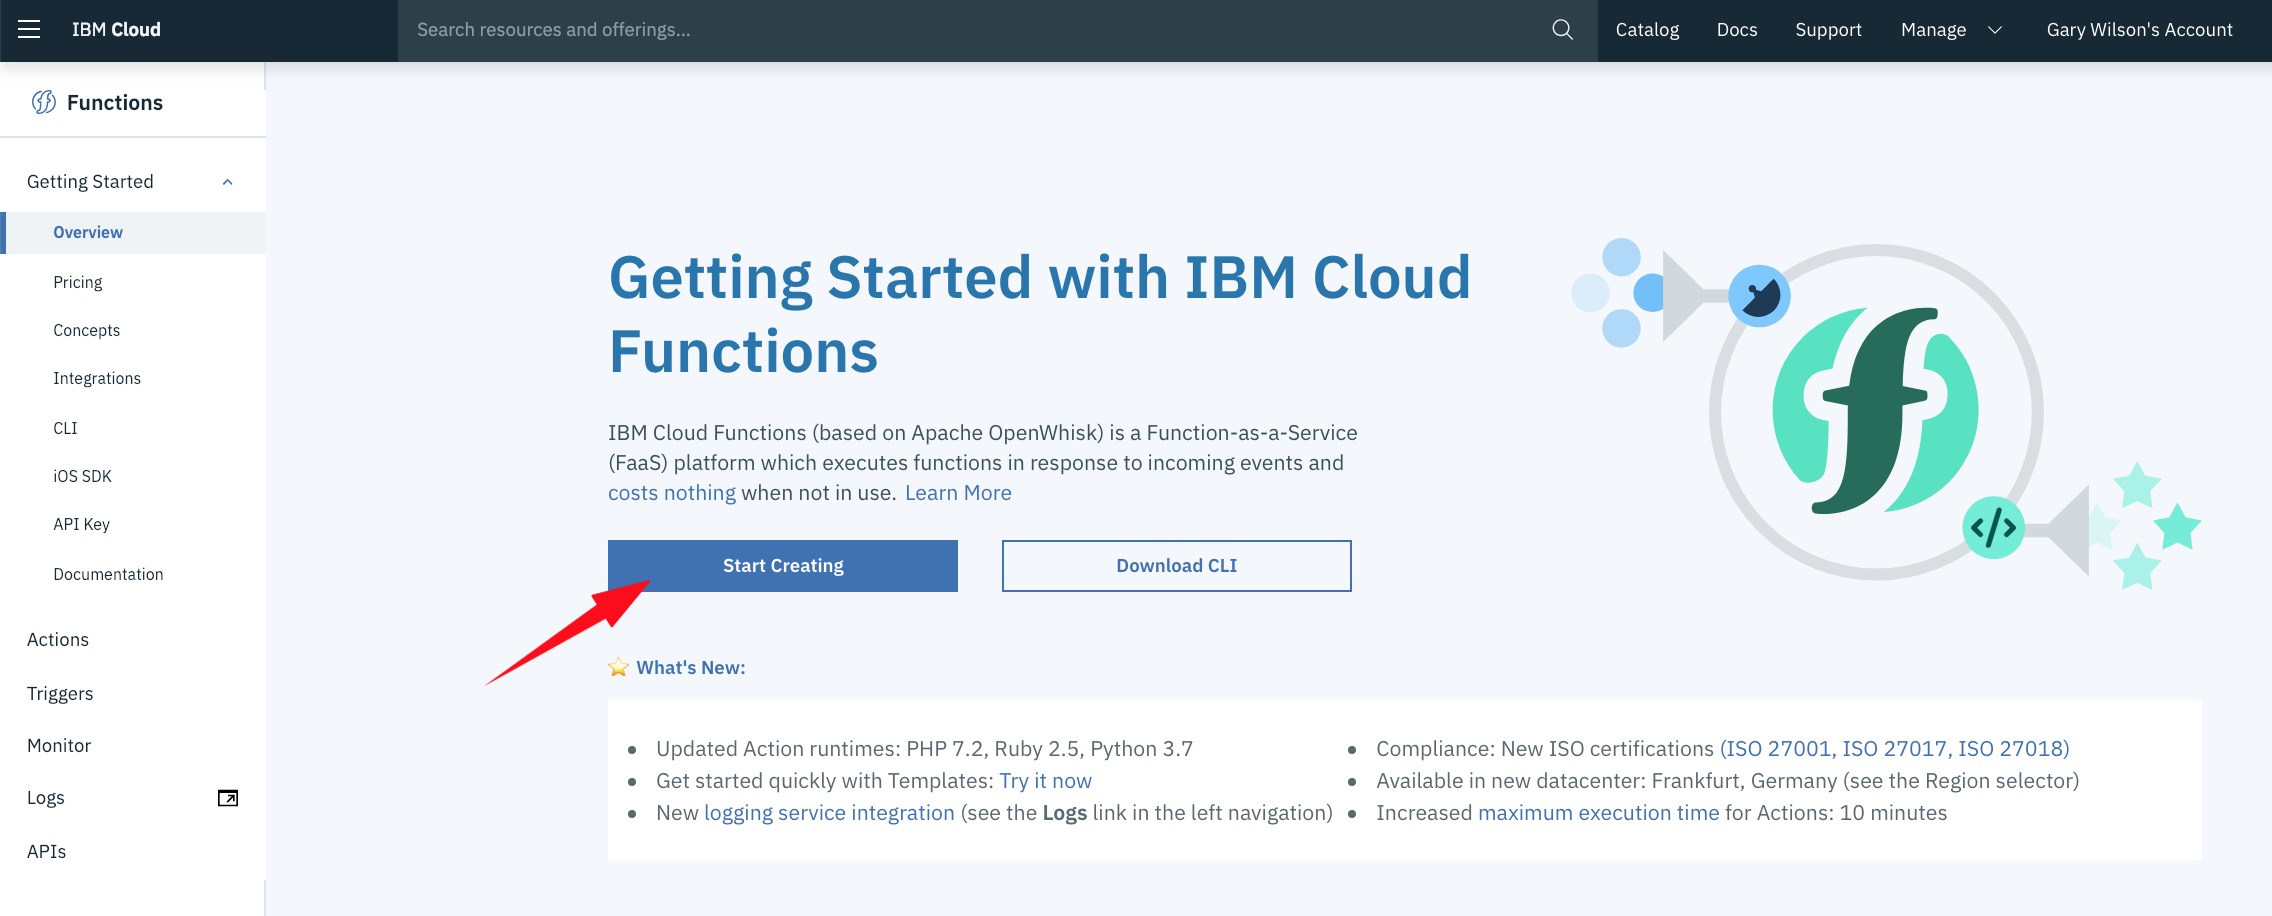 IBM Cloud
Search resources and offerings...
Catalog
Docs
Support
Manage
Gary Wilson's Account
Functions
Getting Started
Overview
Pricing
Concepts
Integrations
CLI
iOS SDK
API Key
Documentation
Actions
Triggers
Monitor
Logs
APIs
Getting Started with IBM Cloud
Functions
IBM Cloud Functions (based on Apache OpenWhisk) is a Function-as-a-Service
(FaaS) platform which executes functions in response to incoming events and
costs nothing when not in use. Learn More
Start Creating
Download CLI
What's New:
Updated Action runtimes: PHP 7.2, Ruby 2.5, Python 3.7
Get started quickly with Templates: Try it now
New logging service integration (see the Logs link in the left navigation)
Compliance: New ISO certifications (ISO 27001, ISO 27017, ISO 27018)
Available in new datacenter: Frankfurt, Germany (see the Region selector)
Increased maximum execution time for Actions: 10 minutes